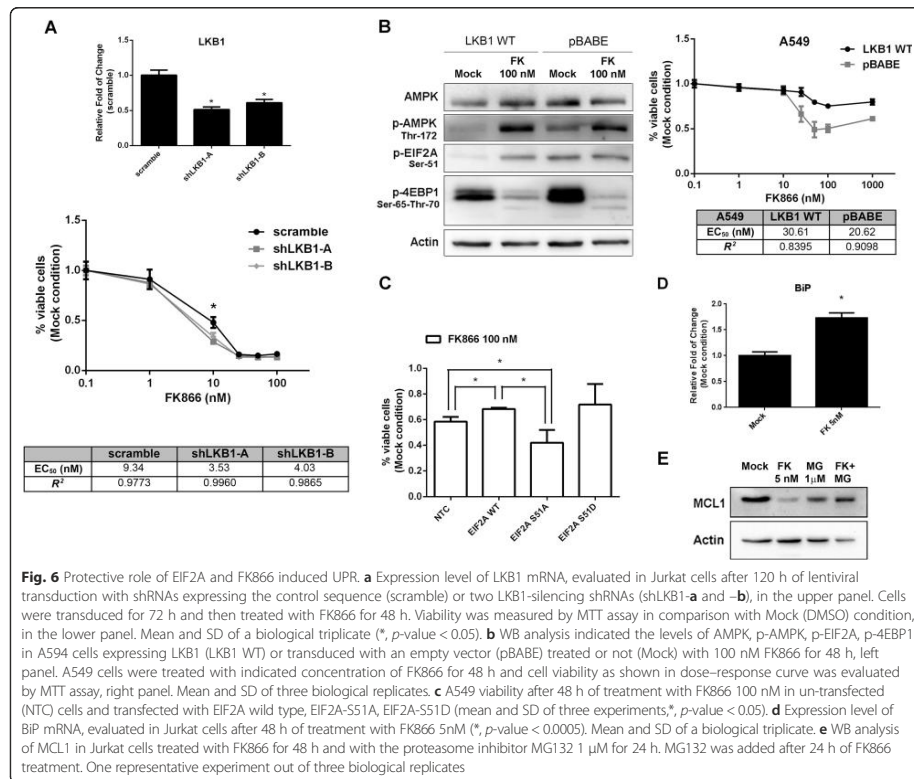 A
LKB1
Relative Fold of Change
(scramble)
1.5
1.0
0.5
0.0
*
*
scramble
shLKB1-A
shLKB1-B
scramble
shLKB1-A
shLKB1-B
% viable cells
(Mock condition)
1.5
1.0
0.5
0.0
*
0.1
1
10
100
FK866 (nM)
scramble shLKB1-A shLKB1-B
EC50 (nM) 9.34 3.53 4.03
R2 0.9773 0.9960 0.9865
B
LKB1 WT pBABE
Mock FK 100 nM Mock FK 100 nM
AMPK
p-AMPK
Thr-172
p-EIF2A
Ser-51
p-4EBP1
Ser-65-Thr-70
Actin
A549
LKB1 WT
pBABE
% viable cells
(Mock condition)
1.5
1.0
0.5
0.0
0.1
1
10
100
1000
FK866 (nM)
A549 LKB1 WT pBABE
EC50 (nM) 30.61 20.62
R2 0.8395 0.9098
C
FK866 100 nM
% viable cells
(Mock condition)
1.0
0.8
0.6
0.4
0.2
0.0
*
*
*
NTC
EIF2A WT
EIF2A S51A
EIF2A S51D
D
BiP
Relative Fold of Change
(Mock condition)
2.0
1.5
1.0
0.5
0.0
*
Mock
FK 5nM
E
Mock FK 5 nM MG 1µM FK+ MG
MCL1
Actin
Fig. 6 Protective role of EIF2A and FK866 induced UPR. a Expression level of LKB1 mRNA, evaluated in Jurkat cells after 120 h of lentiviral
transduction with shRNAs expressing the control sequence (scramble) or two LKB1-silencing shRNAs (shLKB1-a and –b), in the upper panel. Cells
were transduced for 72 h and then treated with FK866 for 48 h. Viability was measured by MTT assay in comparison with Mock (DMSO) condition,
in the lower panel. Mean and SD of a biological triplicate (*, p-value < 0.05). b WB analysis indicated the levels of AMPK, p-AMPK, p-EIF2A, p-4EBP1
in A594 cells expressing LKB1 (LKB1 WT) or transduced with an empty vector (pBABE) treated or not (Mock) with 100 nM FK866 for 48 h, left
panel. A549 cells were treated with indicated concentration of FK866 for 48 h and cell viability as shown in dose–response curve was evaluated
by MTT assay, right panel. Mean and SD of three biological replicates. c A549 viability after 48 h of treatment with FK866 100 nM in un-transfected
(NTC) cells and transfected with EIF2A wild type, EIF2A-S51A, EIF2A-S51D (mean and SD of three experiments,*, p-value < 0.05). d Expression level of
BiP mRNA, evaluated in Jurkat cells after 48 h of treatment with FK866 5nM (*, p-value < 0.0005). Mean and SD of a biological triplicate. e WB analysis
of MCL1 in Jurkat cells treated with FK866 for 48 h and with the proteasome inhibitor MG132 1 µM for 24 h. MG132 was added after 24 h of FK866
treatment. One representative experiment out of three biological replicates